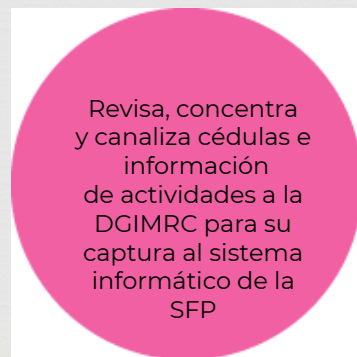 Revisa, concentra
y canaliza cédulas e
información
de actividades a la
DGIMRC para su
captura al sistema
informático de la
SFP